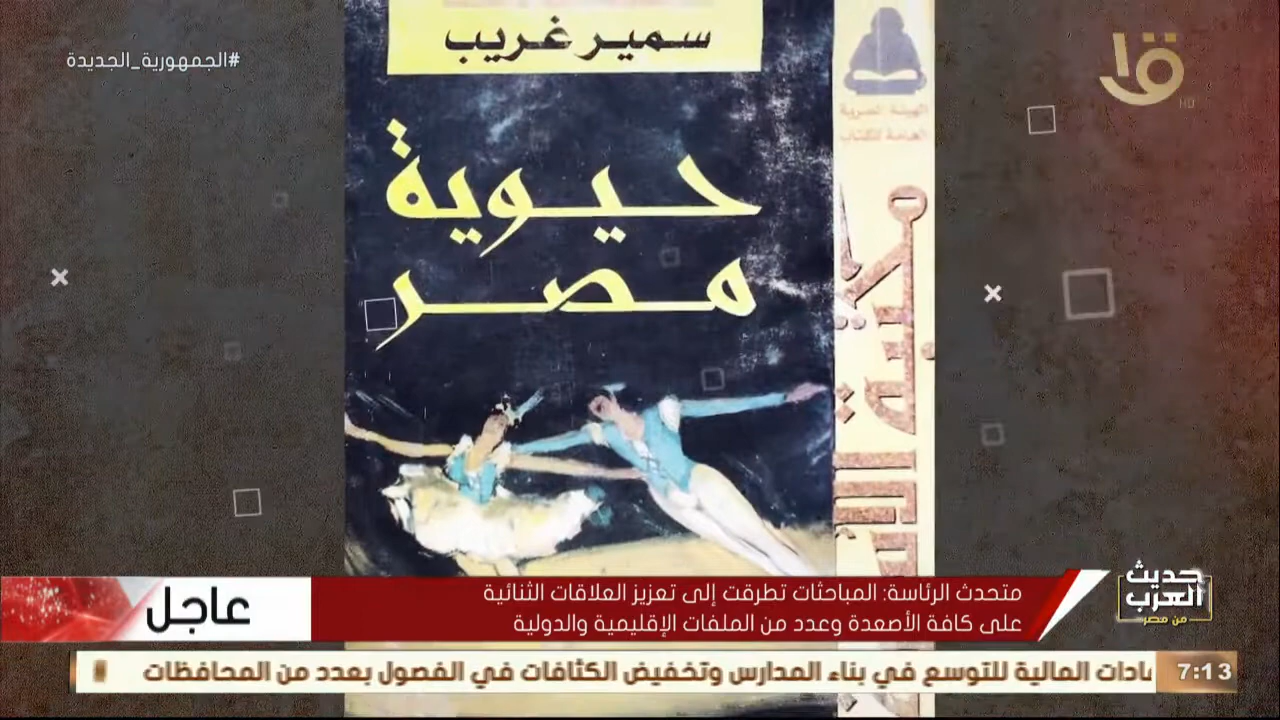 #الجمهورية_الجديدة
سمير غريب
الهيئة المصرية
العامة للكتاب
HD
حيوية
مصر
مكتبة
عاجل
متحدث الرئاسة: المباحثات تطرقت إلى تعزيز العلاقات الثنائية
على كافة الأصعدة وعدد من الملفات الإقليمية والدولية
حديث
العرب
من مصر
المالية للتوسع في بناء المدارس وتخفيض الكثافات في الفصول بعدد من المحافظات
7:13